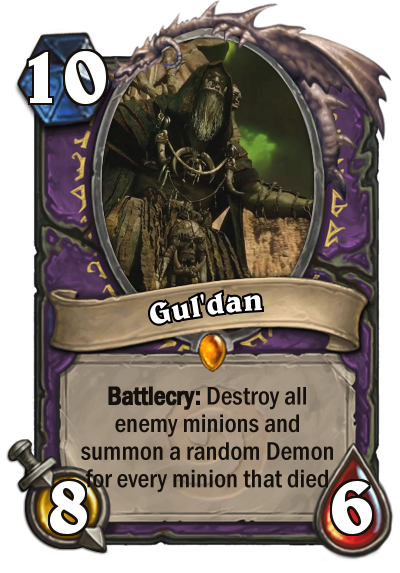 10
Gul'dan
Battlecry: Destroy all
enemy minions and
summon a random Demon
for every minion that died
8
6